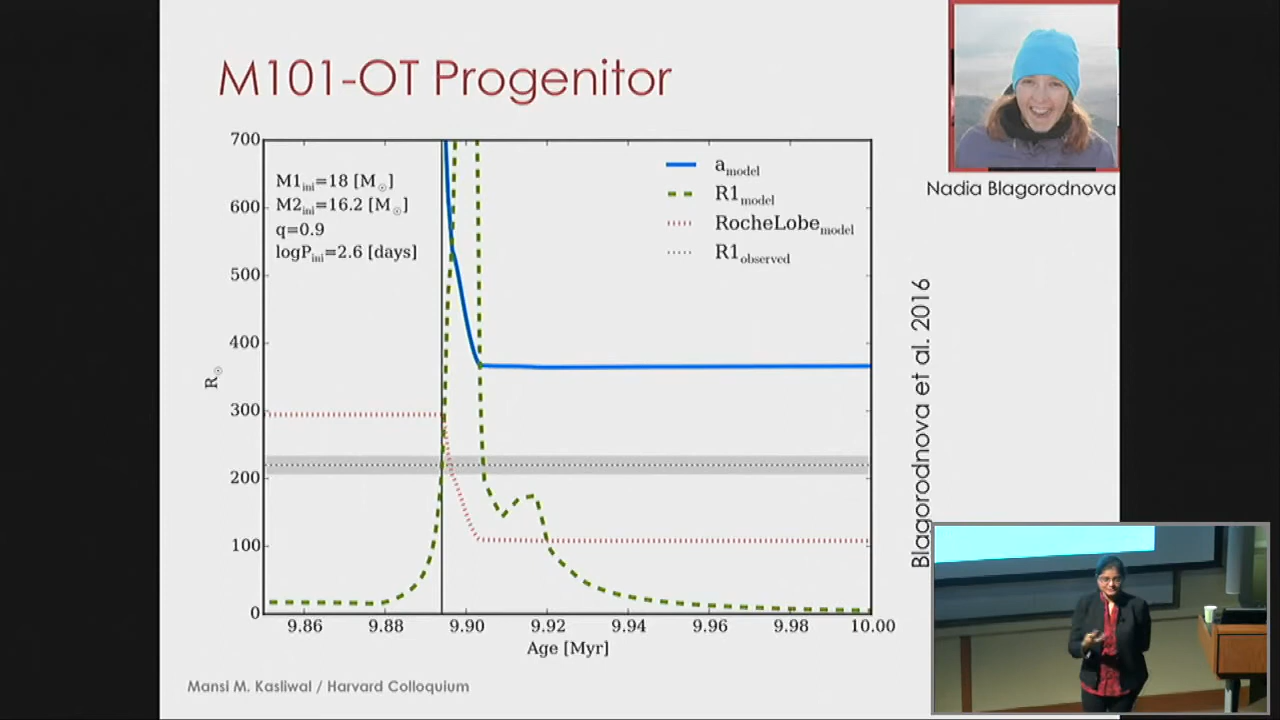 M101-OT Progenitor
Nadia Blagorodnova
700
600
500
400
300
200
100
0
R☉
M1ini=18 [M☉]
M2ini=16.2 [M☉]
q=0.9
logPini=2.6 [days]
amodel
R1model
RocheLobemodel
R1observed
9.86
9.88
9.90
9.92
9.94
9.96
9.98
10.00
Age [Myr]
Blagorodnova et al. 2016
Mansi M. Kasliwal / Harvard Colloquium